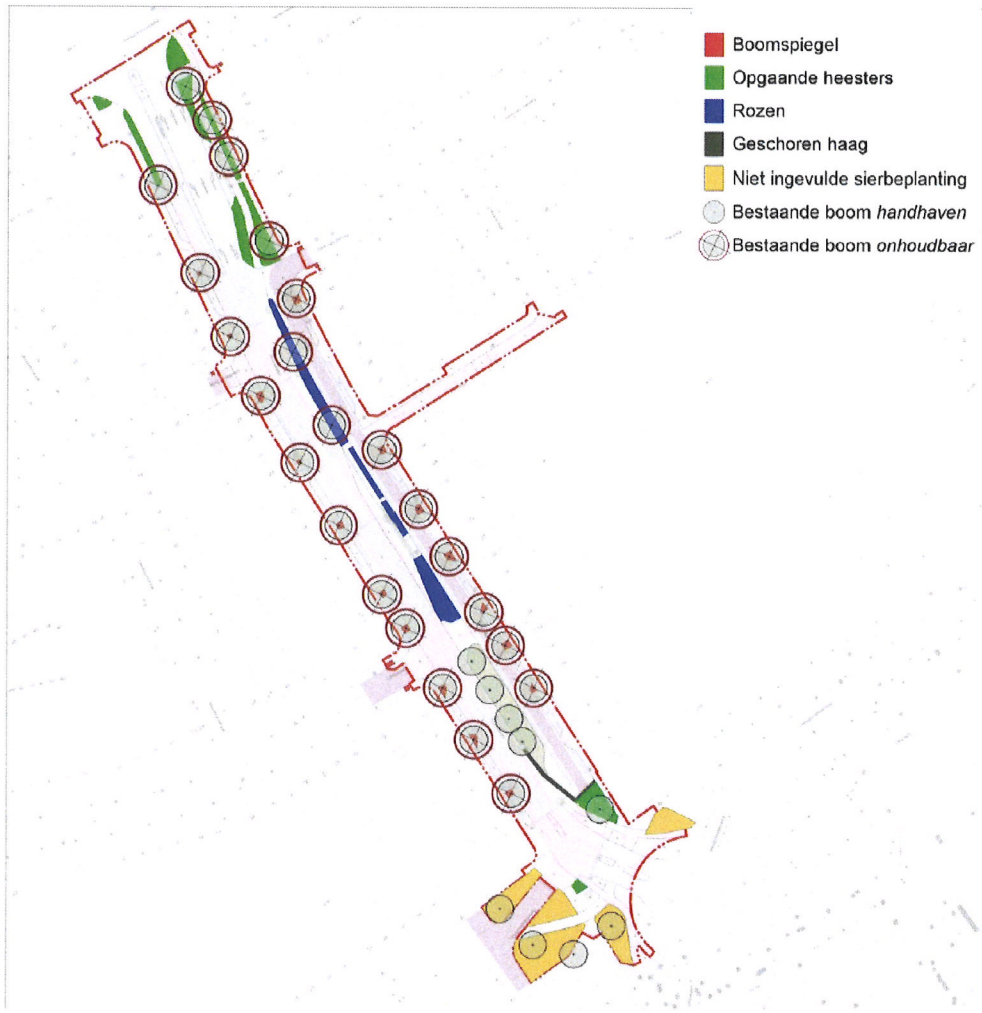 Boomspiegel
Opgaande heesters
Rozen
Geschoren haag
Niet ingevulde sierbeplanting
Bestaande boom handhaven
Bestaande boom onhoudbaar